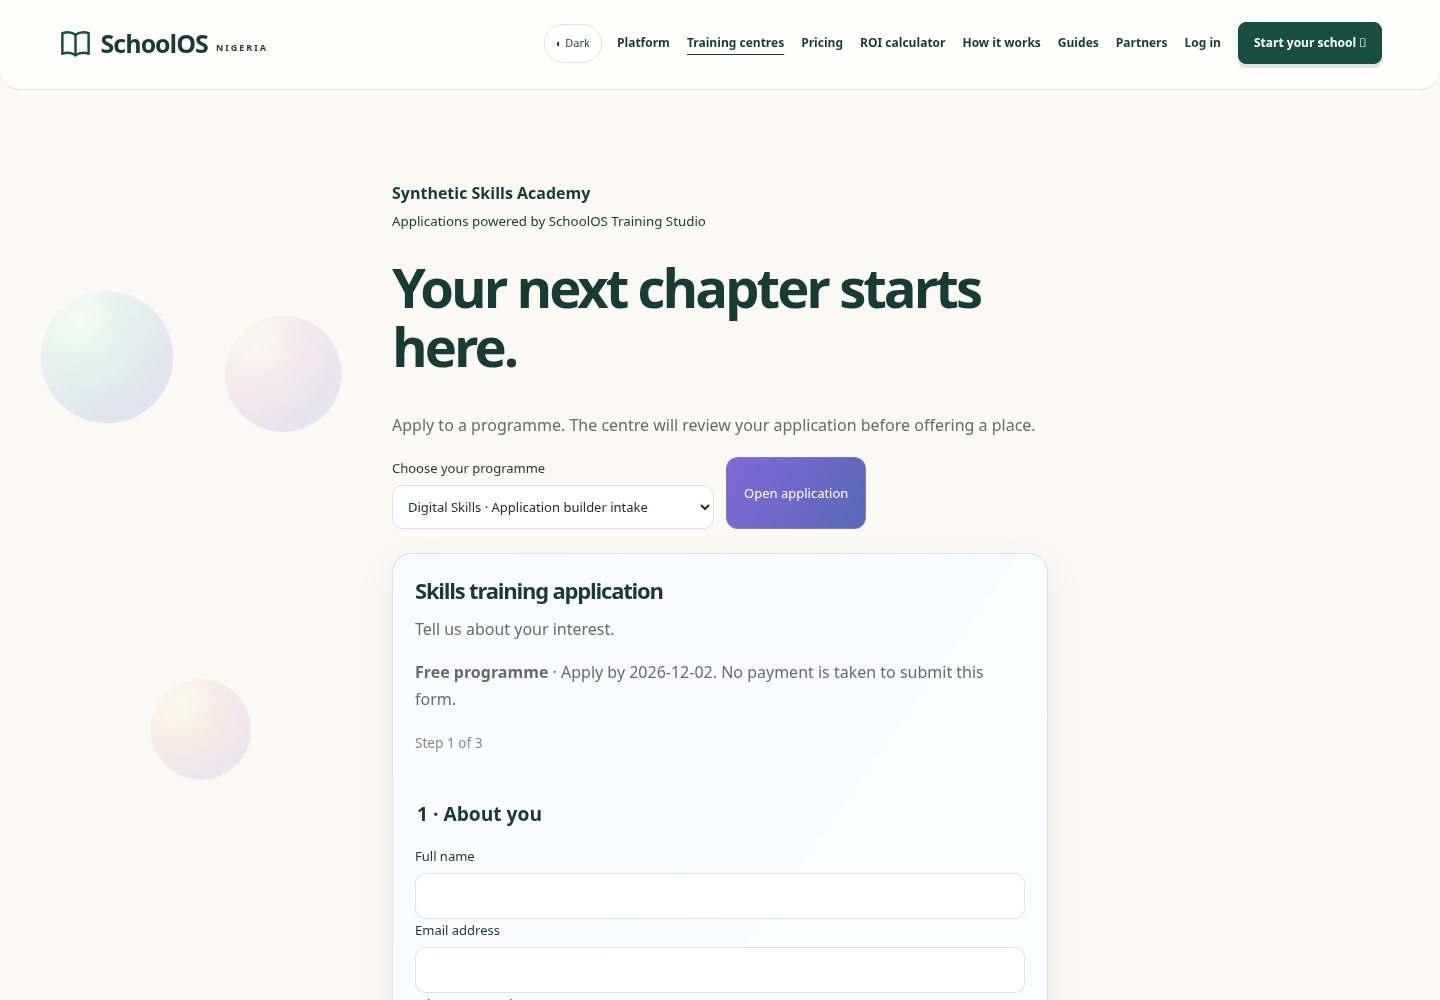 SchoolOS NIGERIA
Dark
Platform
Training centres
Pricing
ROI calculator
How it works
Guides
Partners
Log in
Start your school
Synthetic Skills Academy
Applications powered by SchoolOS Training Studio
Your next chapter starts
here.
Apply to a programme. The centre will review your application before offering a place.
Choose your programme
Digital Skills · Application builder intake
Open application
Skills training application
Tell us about your interest.
Free programme · Apply by 2026-12-02. No payment is taken to submit this
form.
Step 1 of 3
1 · About you
Full name
Email address